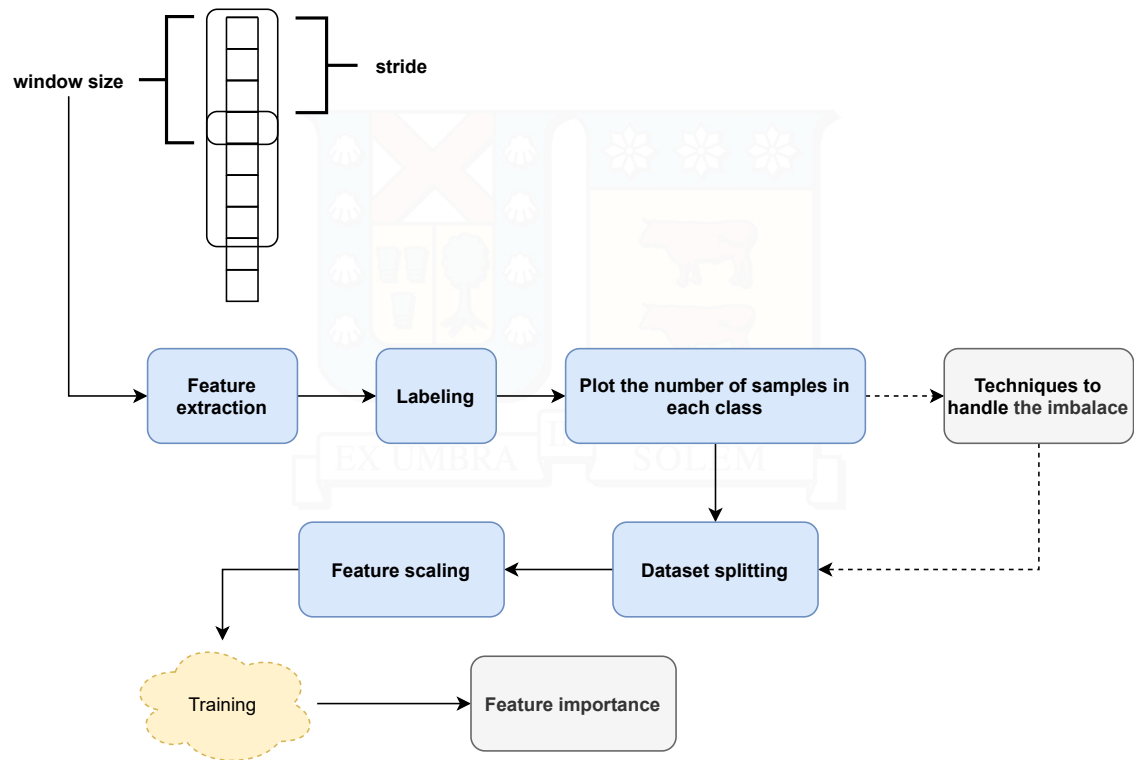 window size
stride
Feature
extraction
Labeling
Plot the number of samples in
each class
Techniques to
handle the imbalace
EX UMBRA
SOLEM
Feature scaling
Dataset splitting
Training
Feature importance